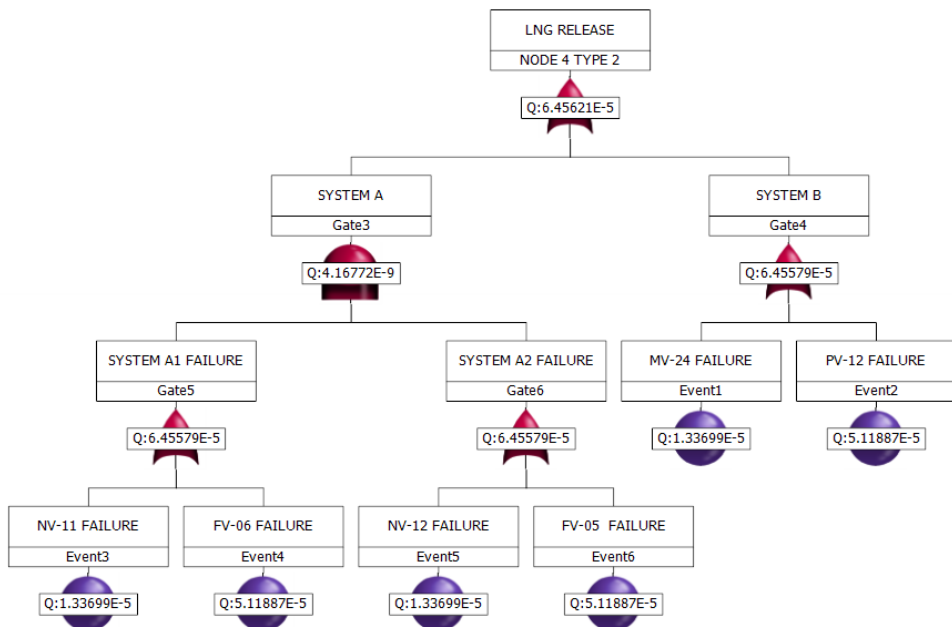 LNG RELEASE
NODE 4 TYPE 2
Q:6.45621E-5
SYSTEM A
Gate3
Q:4.16772E-9
SYSTEM B
Gate4
Q:6.45579E-5
SYSTEM A1 FAILURE
Gate5
Q:6.45579E-5
SYSTEM A2 FAILURE
Gate6
Q:6.45579E-5
MV-24 FAILURE
Event1
Q:1.33699E-5
PV-12 FAILURE
Event2
Q:5.11887E-5
NV-11 FAILURE
Event3
Q:1.33699E-5
FV-06 FAILURE
Event4
Q:5.11887E-5
NV-12 FAILURE
Event5
Q:1.33699E-5
FV-05 FAILURE
Event6
Q:5.11887E-5